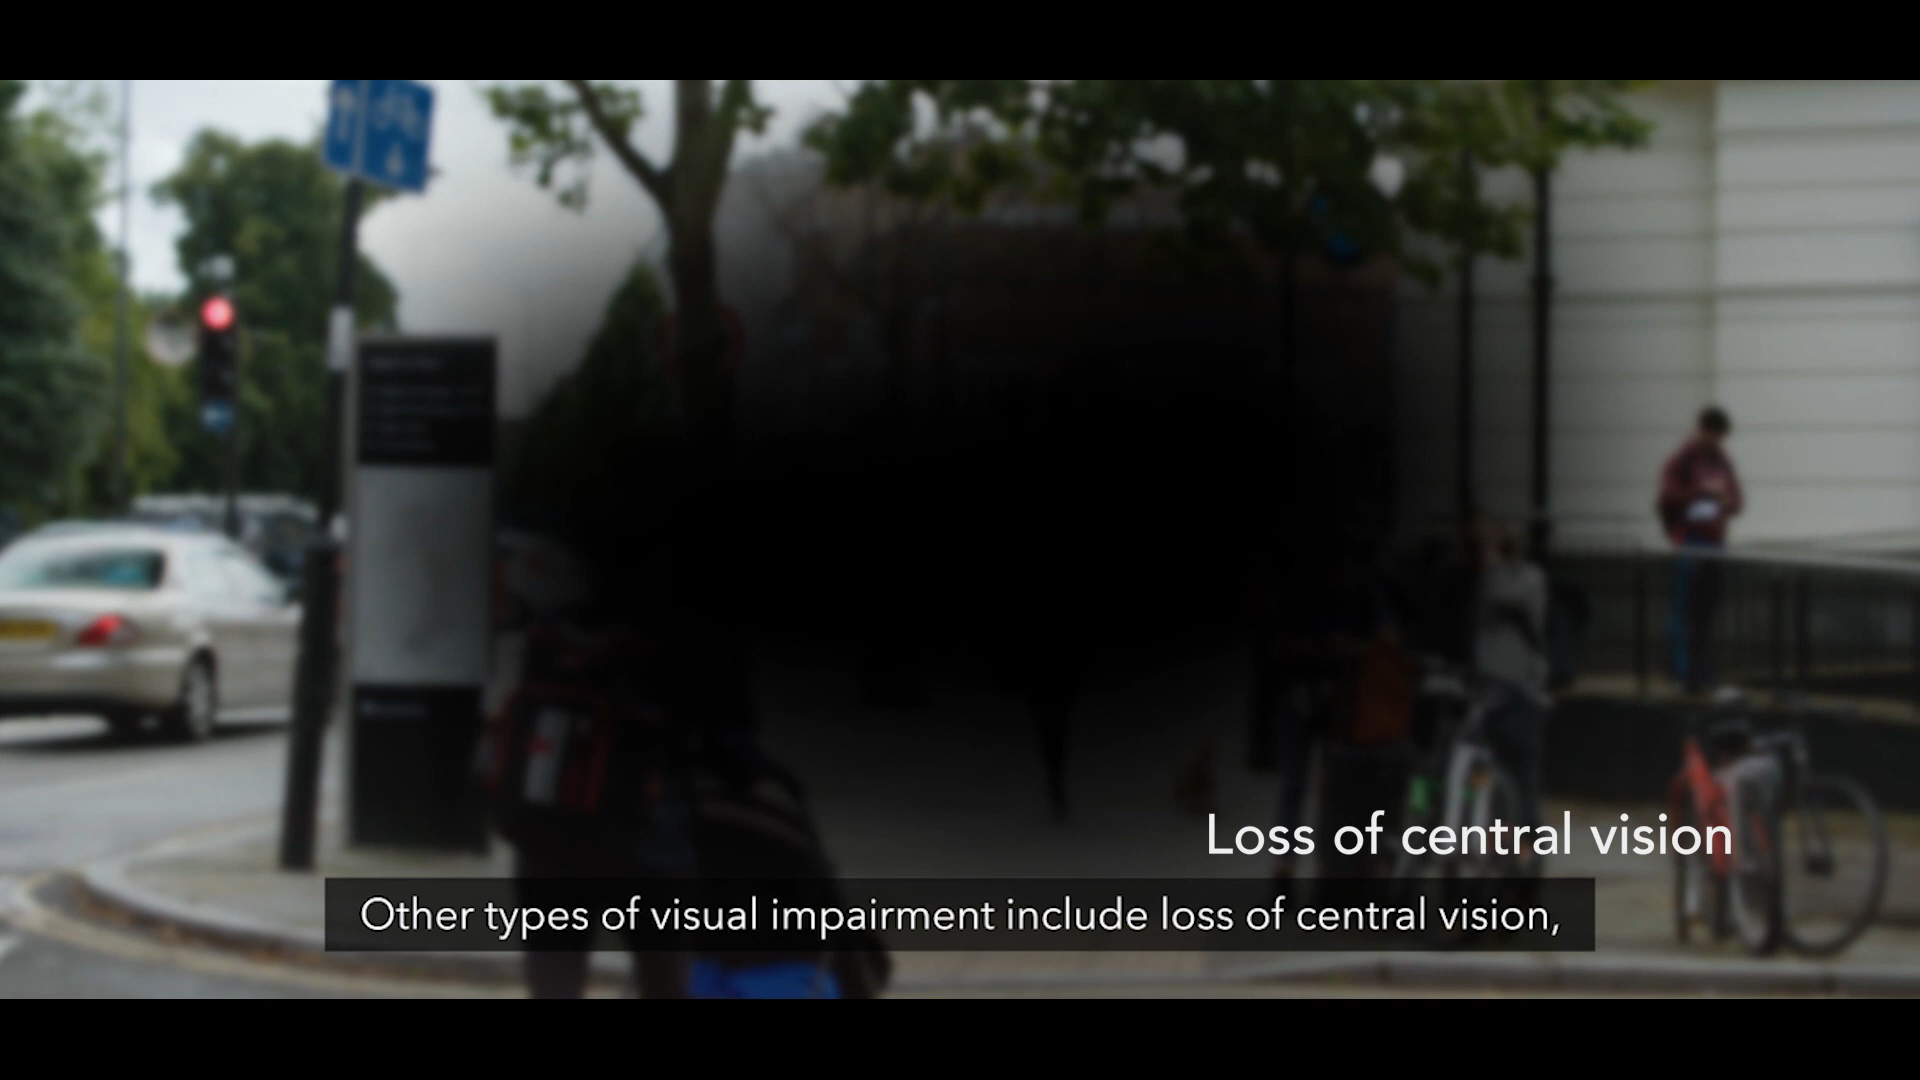 Loss of central vision
Other types of visual impairment include loss of central vision,